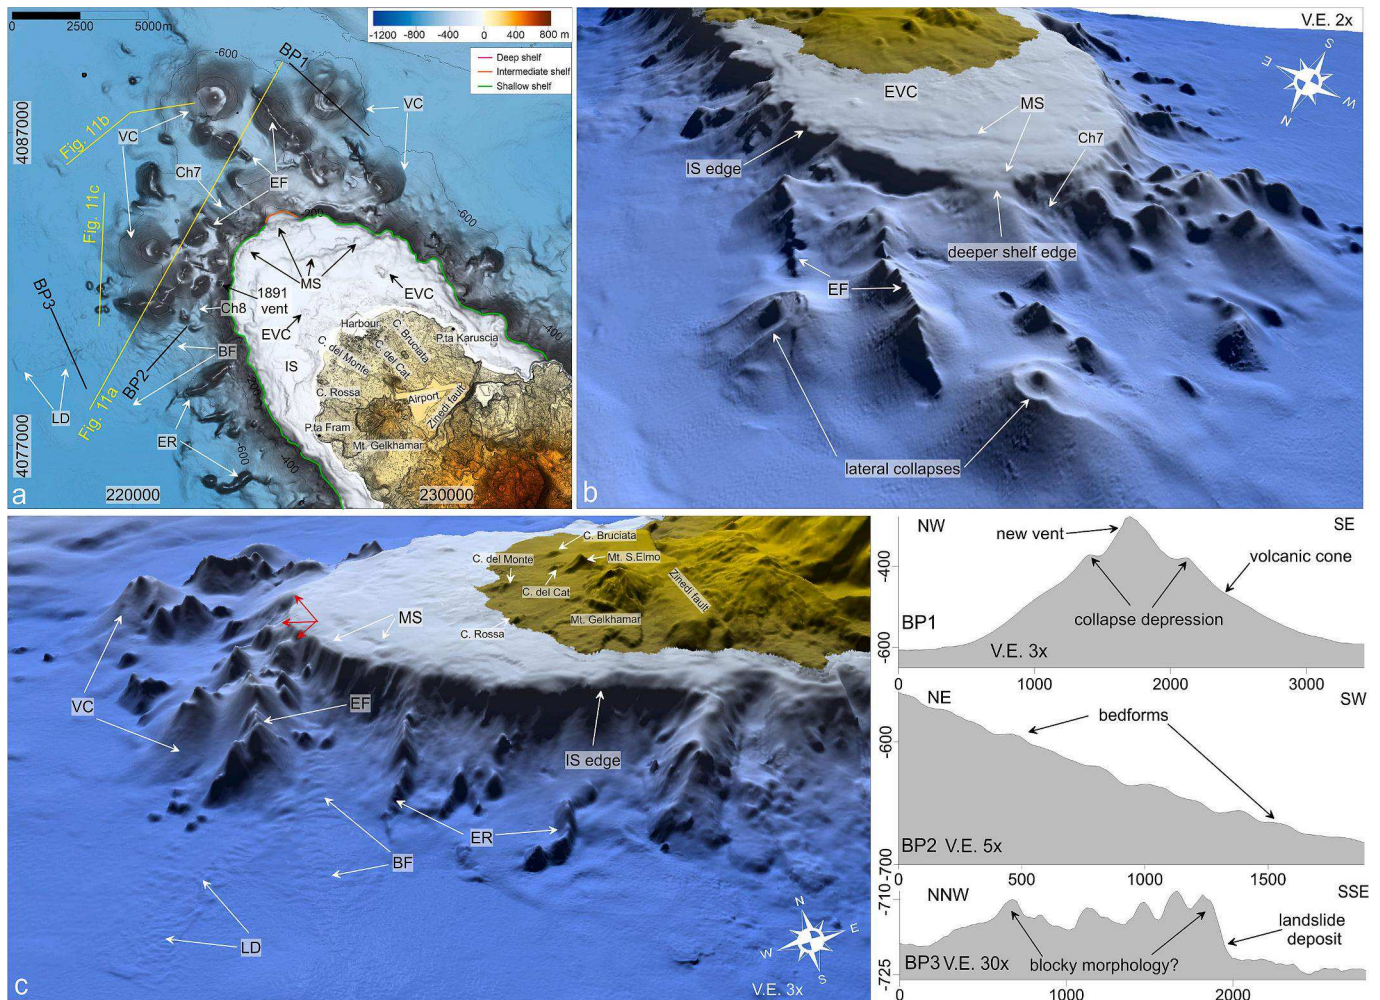 0 2500 5000m
-1200 -800 -400 0 400 800 m
Deep shelf
Intermediate shelf
Shallow shelf
-600
BP1
VC
4087000
Fig. 11b
VC
Ch7
EF
Fig. 11c
-600
-200
MS
BP3
1891
vent
EVC
Ch8
EVC
Harbour
C. Bruciata
P.ta Karuscia
-400
C. del Monte
C. del Cat
BF
IS
BP2
-200
C. Rossa
Airport
Zinedi fault
LD
Fig. 11a
ER
P.ta Fram
Mt. Gelkhamar
4077000
-600
-400
a
220000
230000
V.E. 2x
S
E
W
N
EVC
MS
Ch7
IS edge
deeper shelf edge
EF
lateral collapses
b
C. Bruciata
C. del Monte
Mt. S.Elmo
C. del Cat
Zinedi fault
MS
Mt. Gelkhamar
C. Rossa
VC
EF
IS edge
ER
BF
LD
N
E
W
S
c
V.E. 3x
NW
SE
new vent
volcanic cone
-400
collapse depression
BP1
-600
V.E. 3x
0 1000 2000 3000
NE
SW
bedforms
-600
BP2 V.E. 5x
-700
500 1000 1500
NNW
SSE
-710
landslide
deposit
BP3 V.E. 30x
blocky morphology?
-725
0 1000 2000